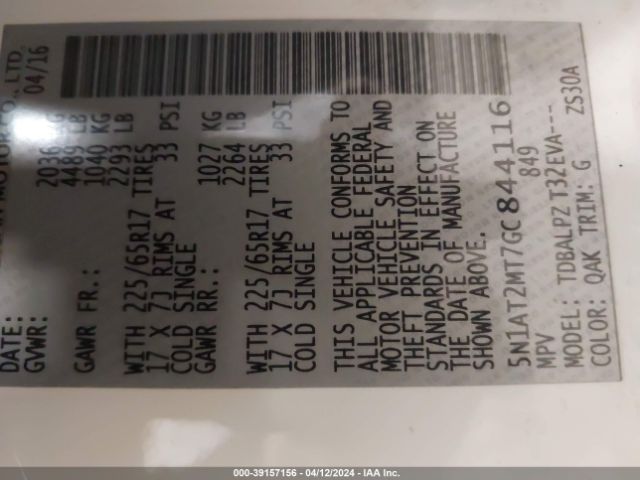 MOTOR CO., LTD.
DATE: 04/16
GVWR: 2036 KG
4489 LB
GAWR FR.: 1040 KG
2293 LB
WITH 225/65R17 TIRES
17 X 7J RIMS AT 33 PSI
COLD SINGLE
GAWR RR.: 1027 KG
2264 LB
WITH 225/65R17 TIRES
17 X 7J RIMS AT 33 PSI
COLD SINGLE
THIS VEHICLE CONFORMS TO
ALL APPLICABLE FEDERAL
MOTOR VEHICLE SAFETY AND
THEFT PREVENTION
STANDARDS IN EFFECT ON
THE DATE OF MANUFACTURE
SHOWN ABOVE.
5N1AT2MT7GC844116
MPV 849
MODEL: TDBALPZ T32EVA---
COLOR: QAK TRIM: G ZS30A
000-39157156 - 04/12/2024 - IAA Inc.